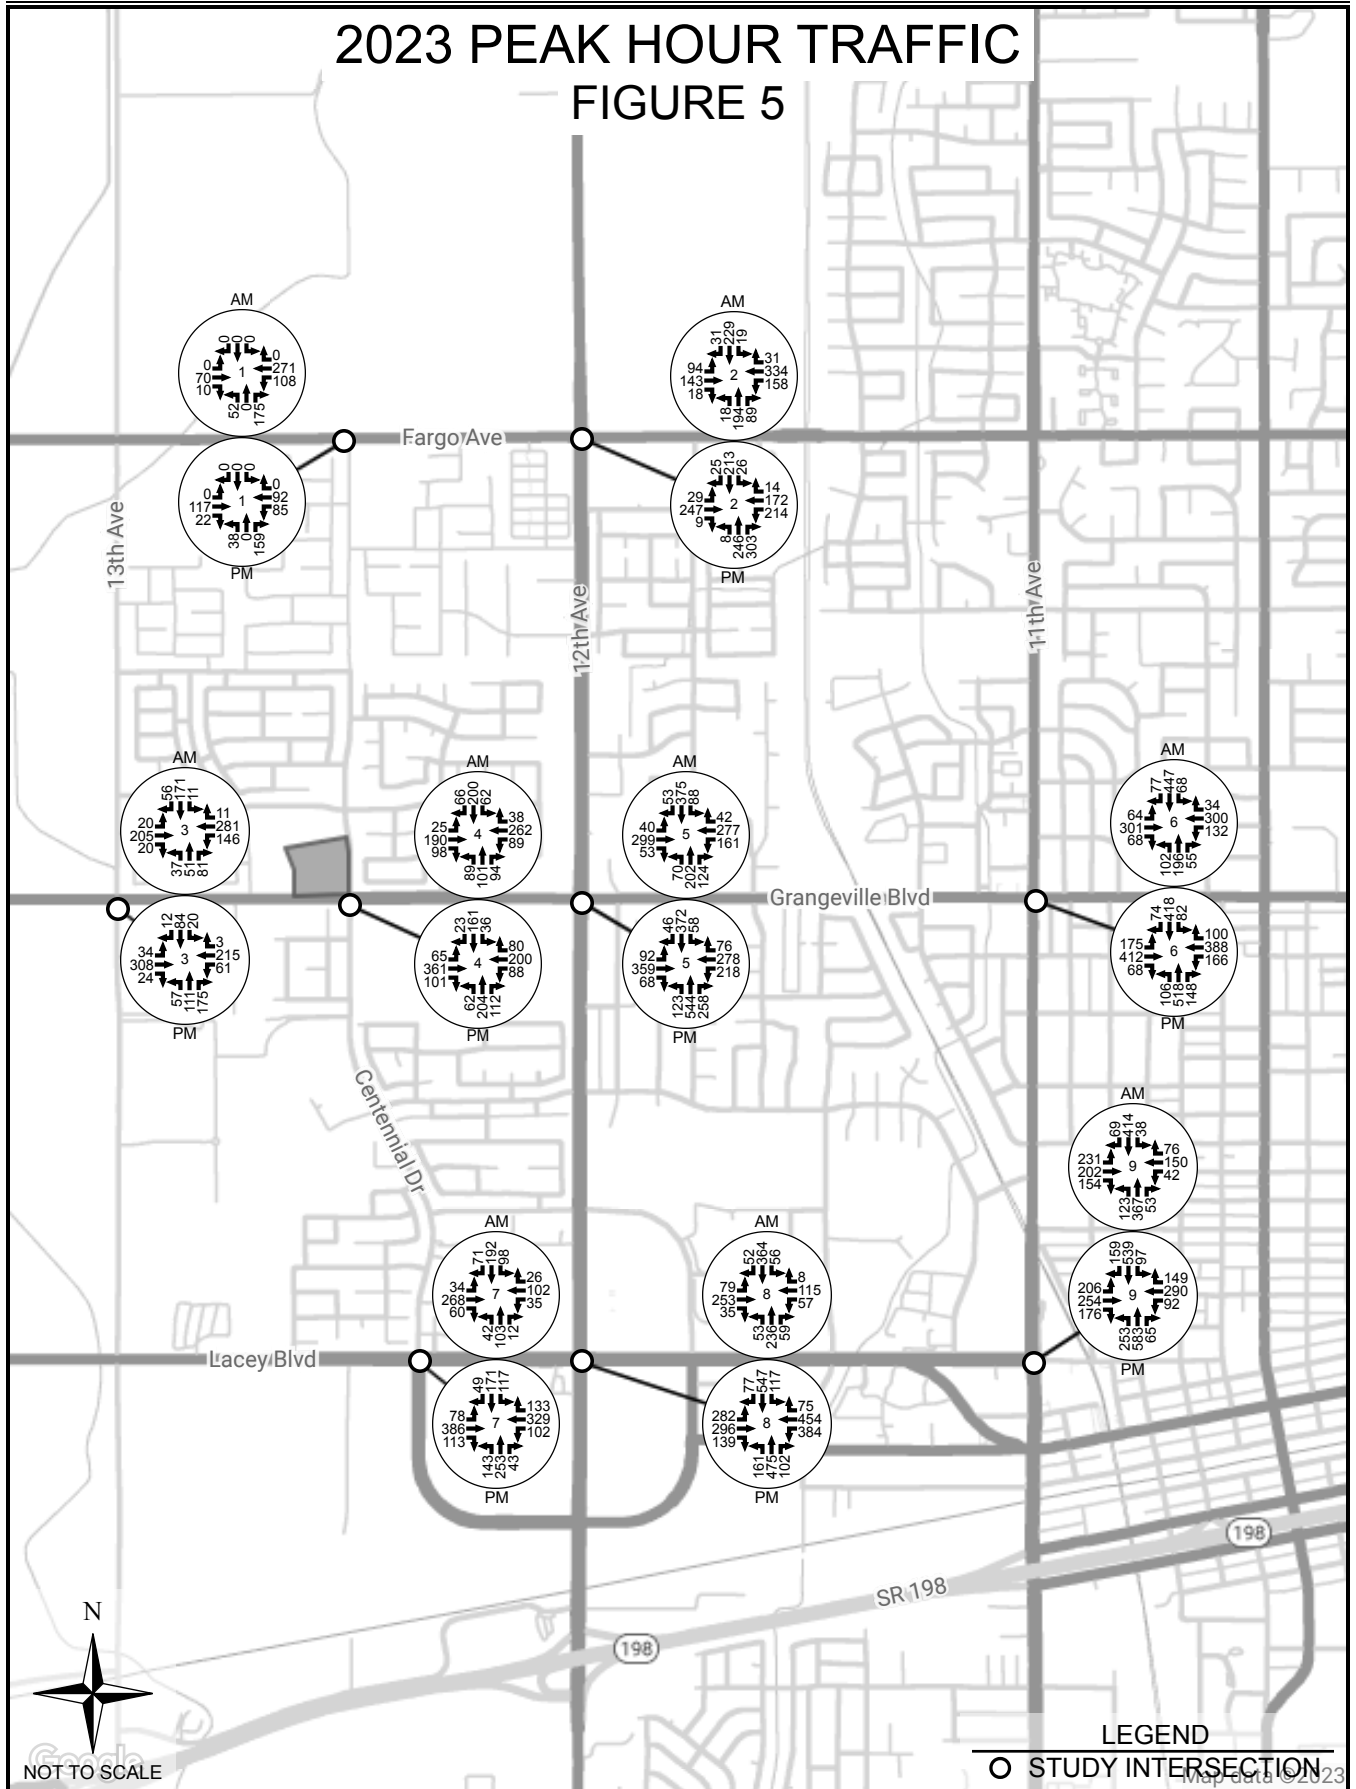 2023 PEAK HOUR TRAFFIC
FIGURE 5
AM
0 0 0
0 271 108
0 70 10
52 0 175
1
Fargo Ave
0 0 0
0 92 85
0 117 22
38 0 159
1
PM
AM
31 229 19
31 334 158
94 143 18
18 194 89
2
25 213 26
14 172 214
29 247 9
8 246 303
2
PM
13th Ave
12th Ave
11th Ave
AM
56 171 11
11 281 146
20 205 20
37 51 81
3
12 84 20
3 215 61
34 308 24
57 111 175
3
PM
AM
66 200 62
38 262 89
25 190 98
89 101 94
4
23 161 36
80 200 88
65 361 101
62 204 112
4
PM
AM
53 375 88
42 277 161
40 299 53
70 202 124
5
46 372 58
76 278 218
92 359 68
123 544 258
5
PM
Grangeville Blvd
AM
77 447 68
34 300 132
64 301 68
102 196 55
6
74 418 82
100 388 166
175 412 68
106 518 148
6
PM
Centennial Dr
AM
71 192 98
26 102 35
34 268 60
42 103 12
7
Lacey Blvd
49 171 117
133 329 102
78 386 113
143 253 43
7
PM
AM
52 364 56
8 115 57
79 253 35
53 236 59
8
77 547 117
75 454 384
282 296 139
161 475 102
8
PM
AM
69 414 38
76 150 42
231 202 154
123 367 53
9
159 539 97
149 290 92
206 254 176
253 583 65
9
PM
198
SR 198
198
N
Google
NOT TO SCALE
LEGEND
STUDY INTERSECTION
Map data ©2023